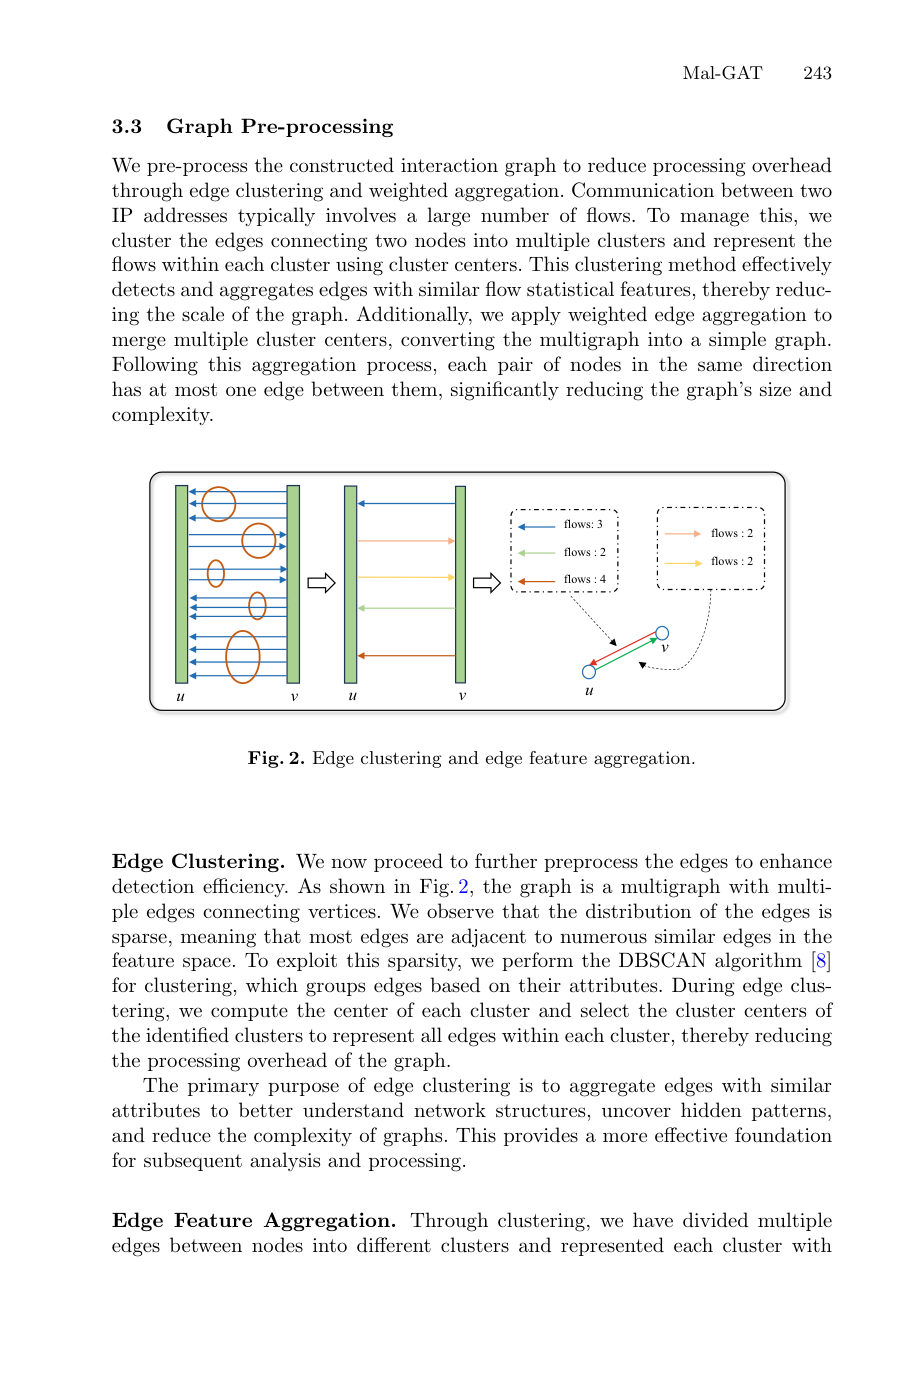 Mal-GAT 243
3.3 Graph Pre-processing
We pre-process the constructed interaction graph to reduce processing overhead
through edge clustering and weighted aggregation. Communication between two
IP addresses typically involves a large number of flows. To manage this, we
cluster the edges connecting two nodes into multiple clusters and represent the
flows within each cluster using cluster centers. This clustering method effectively
detects and aggregates edges with similar flow statistical features, thereby reduc-
ing the scale of the graph. Additionally, we apply weighted edge aggregation to
merge multiple cluster centers, converting the multigraph into a simple graph.
Following this aggregation process, each pair of nodes in the same direction
has at most one edge between them, significantly reducing the graph's size and
complexity.
flows: 3
flows : 2
flows : 4
flows : 2
flows : 2
v
u
u v u v
Fig. 2. Edge clustering and edge feature aggregation.
Edge Clustering. We now proceed to further preprocess the edges to enhance
detection efficiency. As shown in Fig. 2, the graph is a multigraph with multi-
ple edges connecting vertices. We observe that the distribution of the edges is
sparse, meaning that most edges are adjacent to numerous similar edges in the
feature space. To exploit this sparsity, we perform the DBSCAN algorithm [8]
for clustering, which groups edges based on their attributes. During edge clus-
tering, we compute the center of each cluster and select the cluster centers of
the identified clusters to represent all edges within each cluster, thereby reducing
the processing overhead of the graph.
The primary purpose of edge clustering is to aggregate edges with similar
attributes to better understand network structures, uncover hidden patterns,
and reduce the complexity of graphs. This provides a more effective foundation
for subsequent analysis and processing.
Edge Feature Aggregation. Through clustering, we have divided multiple
edges between nodes into different clusters and represented each cluster with